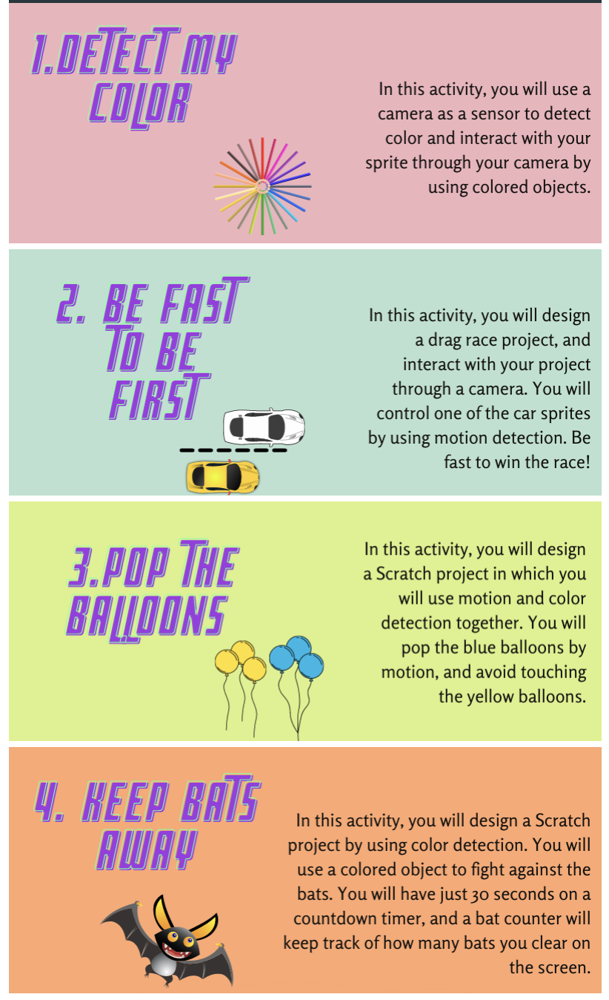 1.DETECT MY
COLOR
In this activity, you will use a
camera as a sensor to detect
color and interact with your
sprite through your camera by
using colored objects.
2. BE FAST
TO BE
FIRST
In this activity, you will design
a drag race project, and
interact with your project
through a camera. You will
control one of the car sprites
by using motion detection. Be
fast to win the race!
3.POP THE
BALLOONS
In this activity, you will design
a Scratch project in which you
will use motion and color
detection together. You will
pop the blue balloons by
motion, and avoid touching
the yellow balloons.
4. KEEP BATS
AWAY
In this activity, you will design a Scratch
project by using color detection. You will
use a colored object to fight against the
bats. You will have just 30 seconds on a
countdown timer, and a bat counter will
keep track of how many bats you clear on
the screen.